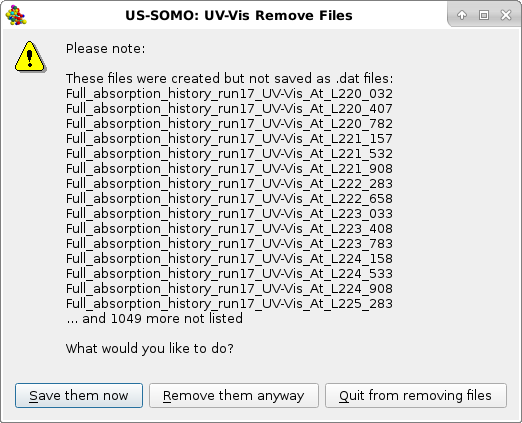 US-SOMO: UV-Vis Remove Files
Please note:
These files were created but not saved as .dat files:
Full_absorption_history_run17_UV-Vis_At_L220_032
Full_absorption_history_run17_UV-Vis_At_L220_407
Full_absorption_history_run17_UV-Vis_At_L220_782
Full_absorption_history_run17_UV-Vis_At_L221_157
Full_absorption_history_run17_UV-Vis_At_L221_532
Full_absorption_history_run17_UV-Vis_At_L221_908
Full_absorption_history_run17_UV-Vis_At_L222_283
Full_absorption_history_run17_UV-Vis_At_L222_658
Full_absorption_history_run17_UV-Vis_At_L223_033
Full_absorption_history_run17_UV-Vis_At_L223_408
Full_absorption_history_run17_UV-Vis_At_L223_783
Full_absorption_history_run17_UV-Vis_At_L224_158
Full_absorption_history_run17_UV-Vis_At_L224_533
Full_absorption_history_run17_UV-Vis_At_L224_908
Full_absorption_history_run17_UV-Vis_At_L225_283
... and 1049 more not listed
What would you like to do?
Save them now
Remove them anyway
Quit from removing files